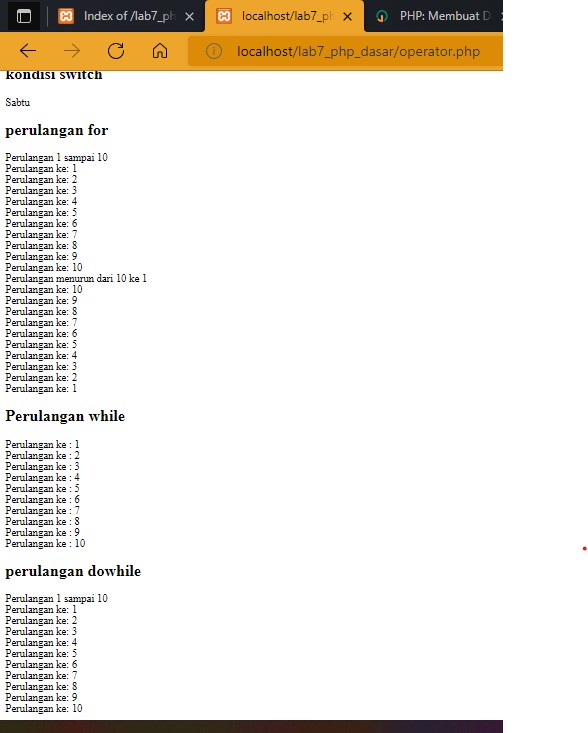 Index of /lab7_ph
localhost/lab7_ph
PHP: Membuat D
localhost/lab7_php_dasar/operator.php
kondisi switch
Sabtu
perulangan for
Perulangan 1 sampai 10
Perulangan ke: 1
Perulangan ke: 2
Perulangan ke: 3
Perulangan ke: 4
Perulangan ke: 5
Perulangan ke: 6
Perulangan ke: 7
Perulangan ke: 8
Perulangan ke: 9
Perulangan ke: 10
Perulangan menurun dari 10 ke 1
Perulangan ke: 10
Perulangan ke: 9
Perulangan ke: 8
Perulangan ke: 7
Perulangan ke: 6
Perulangan ke: 5
Perulangan ke: 4
Perulangan ke: 3
Perulangan ke: 2
Perulangan ke: 1
Perulangan while
Perulangan ke : 1
Perulangan ke : 2
Perulangan ke : 3
Perulangan ke : 4
Perulangan ke : 5
Perulangan ke : 6
Perulangan ke : 7
Perulangan ke : 8
Perulangan ke : 9
Perulangan ke : 10
perulangan dowhile
Perulangan 1 sampai 10
Perulangan ke: 1
Perulangan ke: 2
Perulangan ke: 3
Perulangan ke: 4
Perulangan ke: 5
Perulangan ke: 6
Perulangan ke: 7
Perulangan ke: 8
Perulangan ke: 9
Perulangan ke: 10